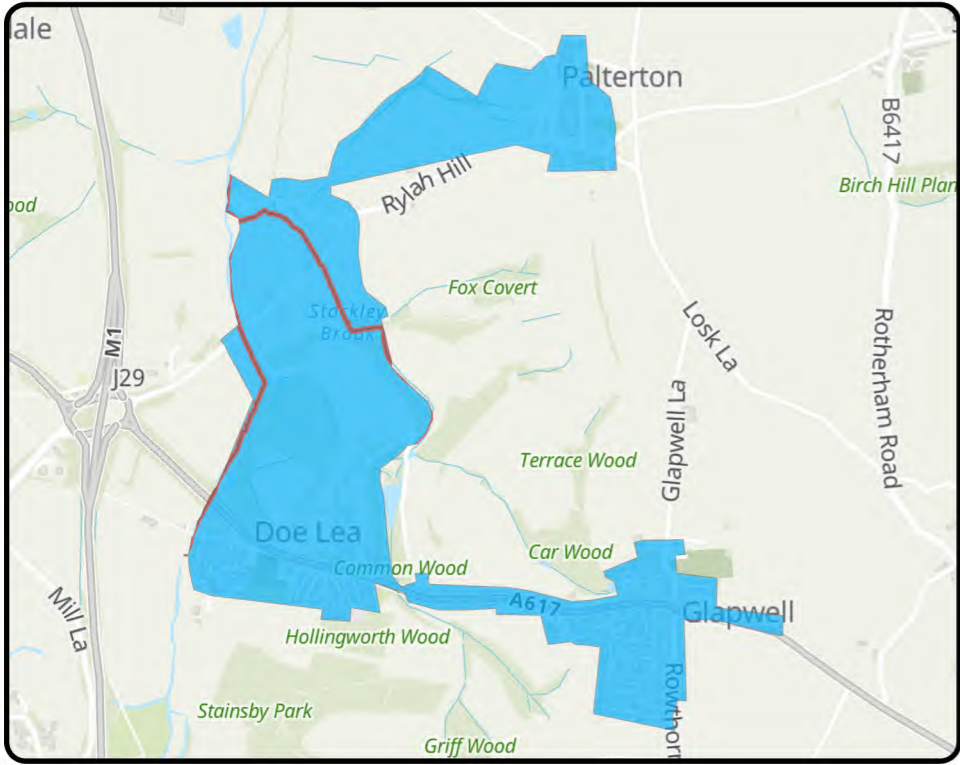 dale
Palterton
B6417
Birch Hill Plan
ood
Rylah Hill
Fox Covert
Stockley
Brook
M1
J29
Losk La
Rotherham Road
Glapwell La
Terrace Wood
Doe Lea
Car Wood
Common Wood
A617
Glapwell
Mill La
Hollingworth Wood
Rowthorn
Stainsby Park
Griff Wood